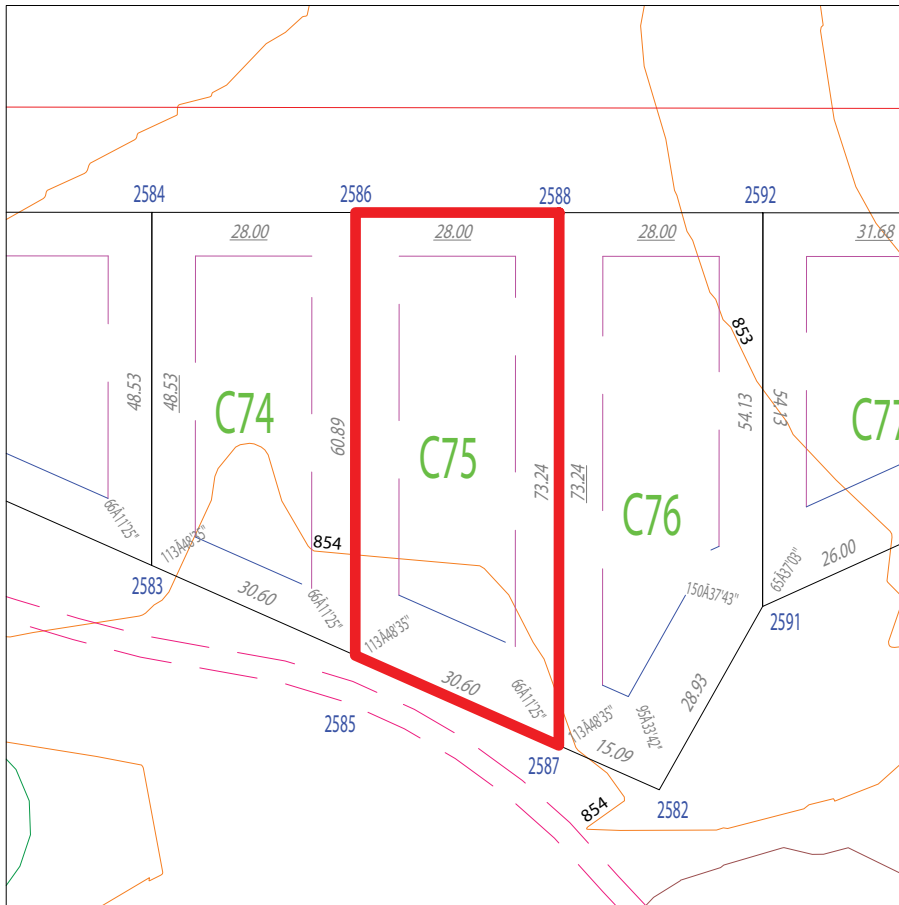 2584
2586
2588
2592
28.00
28.00
28.00
31.68
853
48.53
48.53
60.89
73.24
73.24
54.13
54.13
C74
C75
C76
C77
66Â11'25"
113Â48'35"
854
2583
30.60
66Â11'25"
150Â37'43"
65Â37'03"
26.00
2591
113Â48'35"
30.60
66Â11'25"
28.93
2585
113Â48'35"
95Â33'42"
15.09
2587
854
2582